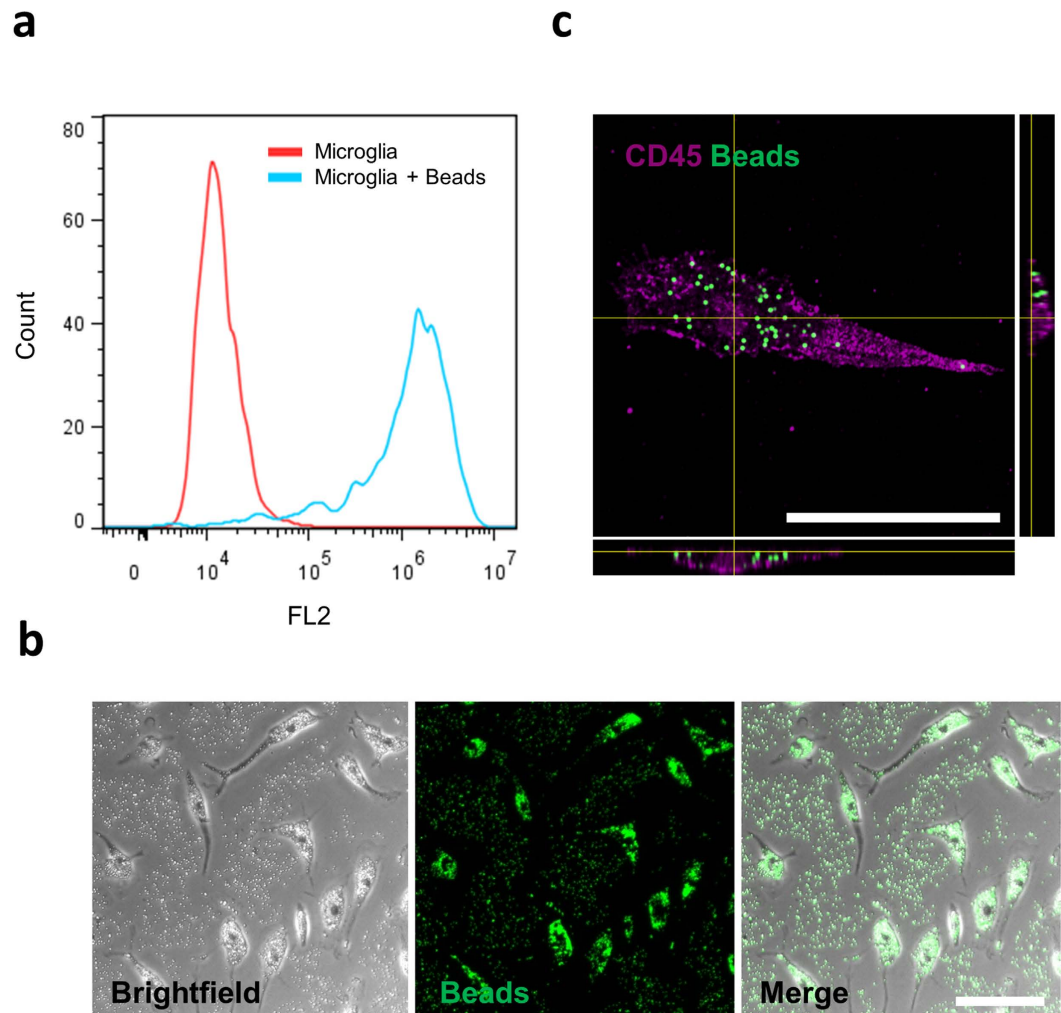 a
c
80
60
40
20
0
Count
Microglia
Microglia + Beads
0 10^4 10^5 10^6 10^7
FL2
CD45 Beads
b
Brightfield
Beads
Merge